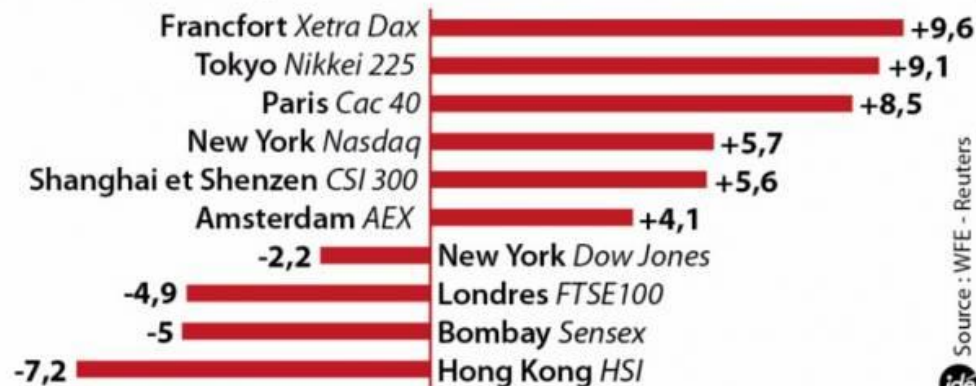 Francfort Xetra Dax +9,6
Tokyo Nikkei 225 +9,1
Paris Cac 40 +8,5
New York Nasdaq +5,7
Shanghai et Shenzen CSI 300 +5,6
Amsterdam AEX +4,1
-2,2 New York Dow Jones
-4,9 Londres FTSE100
-5 Bombay Sensex
-7,2 Hong Kong HSI
Source : WFE - Reuters